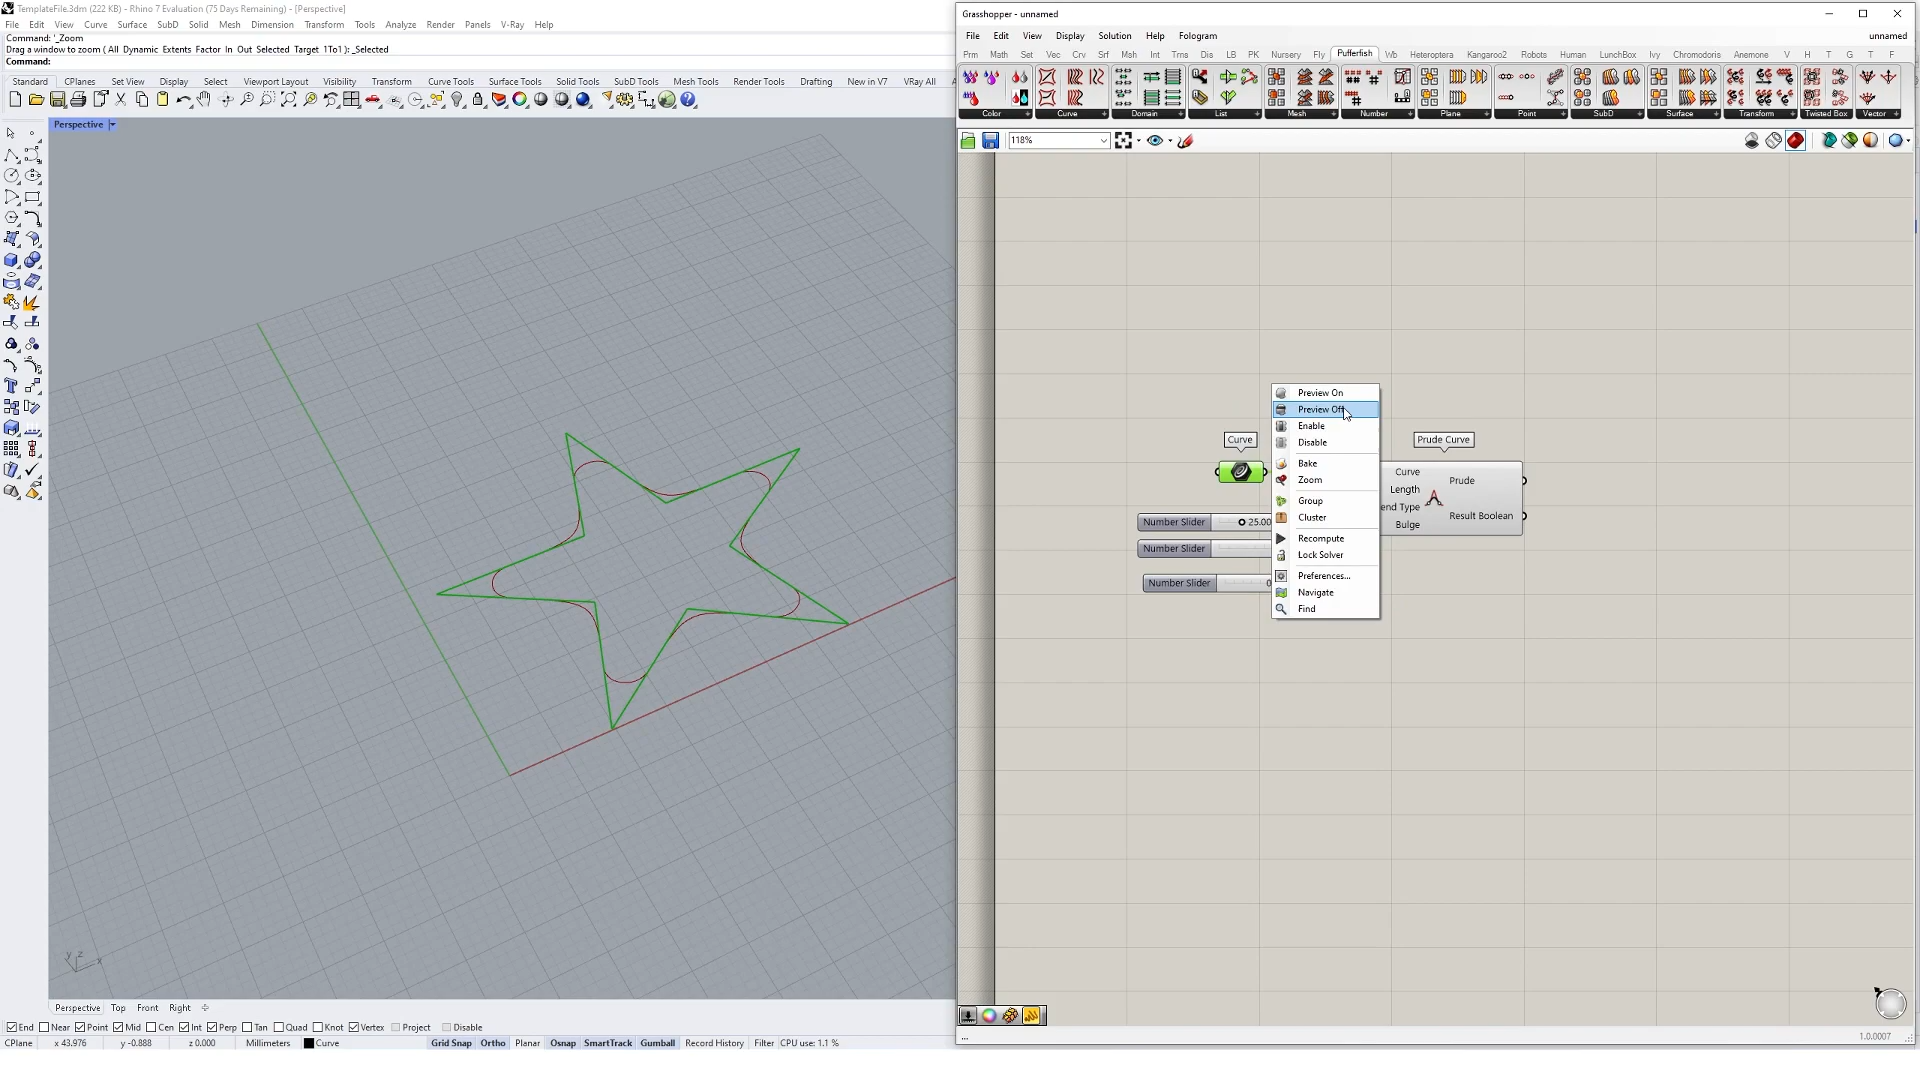 TemplateFile.3dm (222 KB) - Rhino 7 Evaluation (75 Days Remaining) - [Perspective]
File Edit View Curve Surface SubD Solid Mesh Dimension Transform Tools Analyze Render Panels V-Ray Help
Command: '_Zoom
Drag a window to zoom ( All Dynamic Extents Factor In Out Selected Target 1To1 ): _Selected
Command:
Standard CPlanes Set View Display Select Viewport Layout Visibility Transform Curve Tools Surface Tools Solid Tools SubD Tools Mesh Tools Render Tools Drafting New in V7 VRay All
Perspective
y z x
Perspective Top Front Right
End Near Point Mid Cen Int Perp Tan Quad Knot Vertex Project Disable
CPlane x 43.976 y -0.888 z 0.000 Millimeters Curve Grid Snap Ortho Planar Osnap SmartTrack Gumball Record History Filter CPU use: 1.1 %
Grasshopper - unnamed
File Edit View Display Solution Help Fologram unnamed
Prm Math Set Vec Crv Srf Msh Int Trns Dis LB PK Nursery Fly Pufferfish Wb Heteroptera Kangaroo2 Robots Human LunchBox Ivy Chromodoris Anemone V H T G T F
Color Curve Domain List Mesh Number Plane Point SubD Surface Transform Twisted Box Vector
118%
Preview On
Preview Off
Enable
Disable
Bake
Zoom
Group
Cluster
Recompute
Lock Solver
Preferences...
Navigate
Find
Curve
Prude Curve
Curve
Length
end Type
Bulge
Prude
Result Boolean
Number Slider 25.00
Number Slider
Number Slider 0
...
1.0.0007